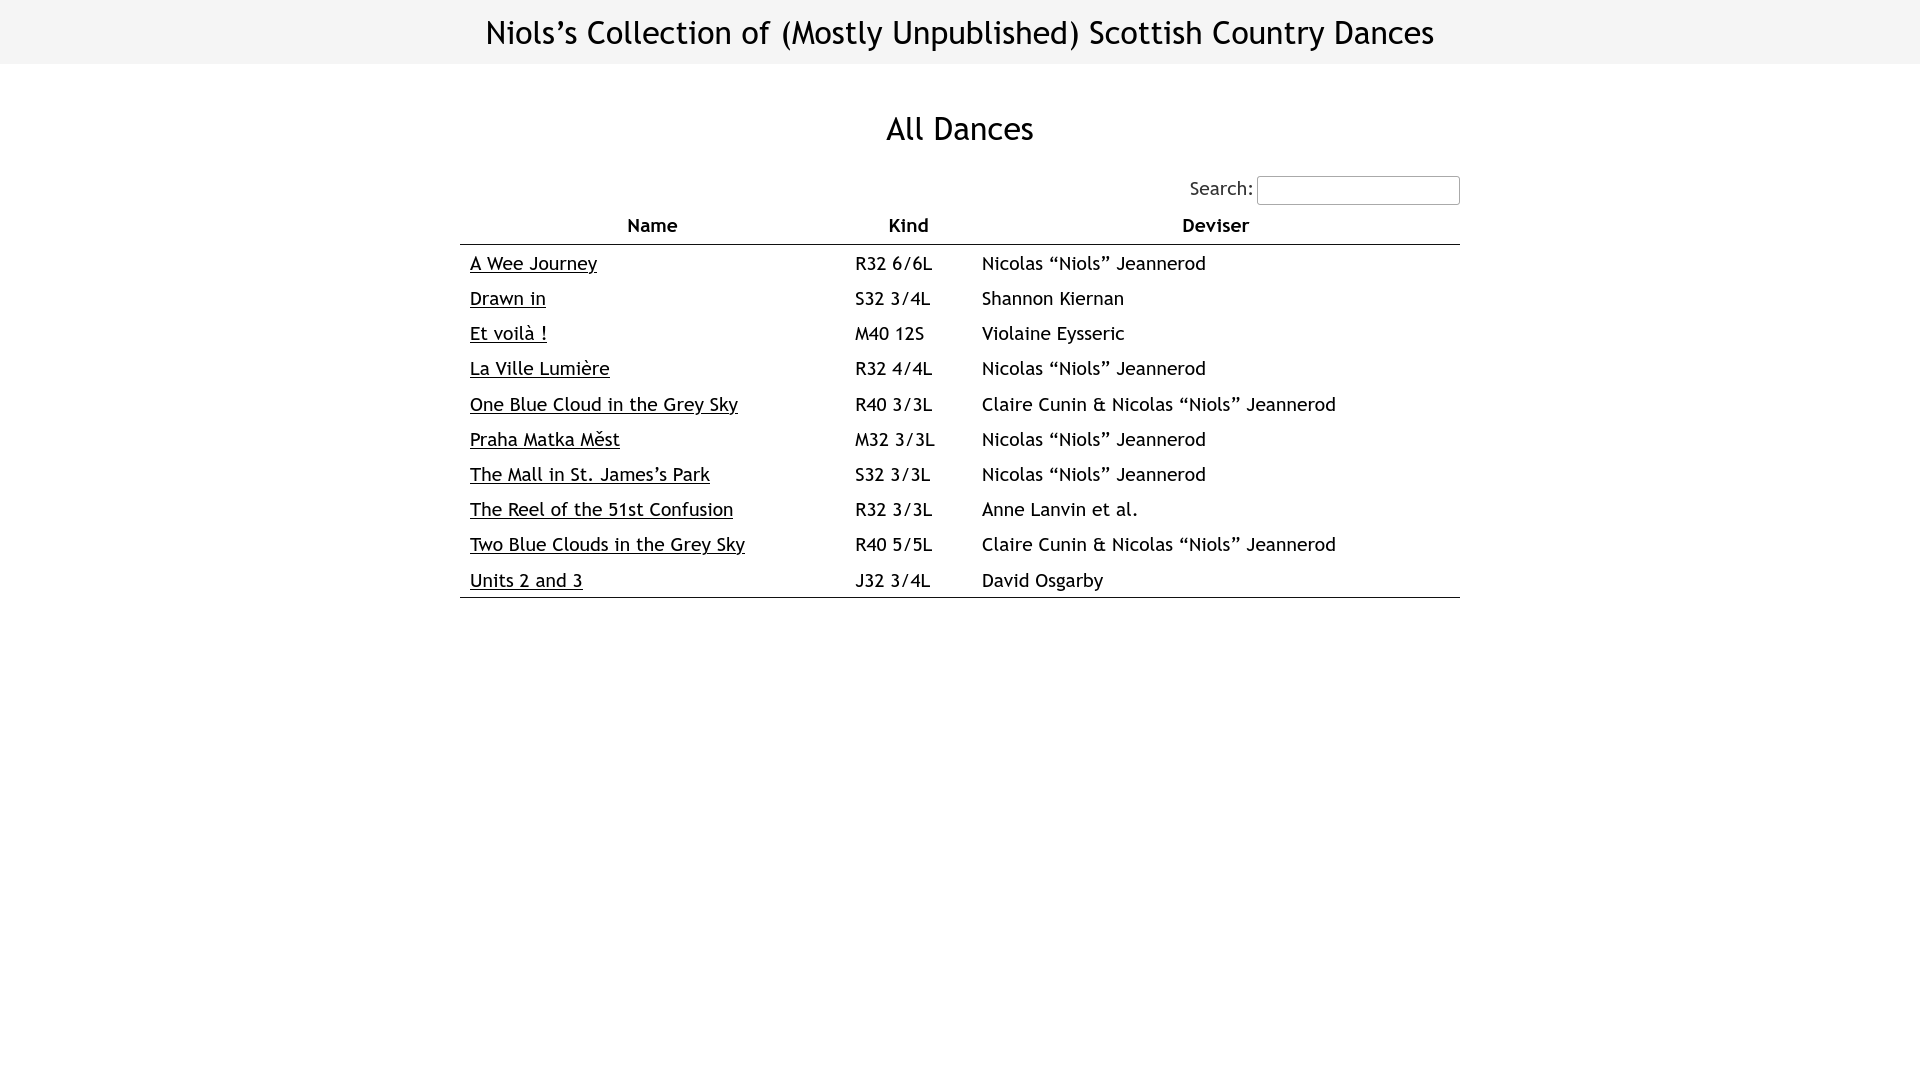 Niols’s Collection of (Mostly Unpublished) Scottish Country Dances
All Dances
Search:
Name Kind Deviser
A Wee Journey R32 6/6L Nicolas “Niols” Jeannerod
Drawn in S32 3/4L Shannon Kiernan
Et voilà ! M40 12S Violaine Eysseric
La Ville Lumière R32 4/4L Nicolas “Niols” Jeannerod
One Blue Cloud in the Grey Sky R40 3/3L Claire Cunin & Nicolas “Niols” Jeannerod
Praha Matka Měst M32 3/3L Nicolas “Niols” Jeannerod
The Mall in St. James’s Park S32 3/3L Nicolas “Niols” Jeannerod
The Reel of the 51st Confusion R32 3/3L Anne Lanvin et al.
Two Blue Clouds in the Grey Sky R40 5/5L Claire Cunin & Nicolas “Niols” Jeannerod
Units 2 and 3 J32 3/4L David Osgarby